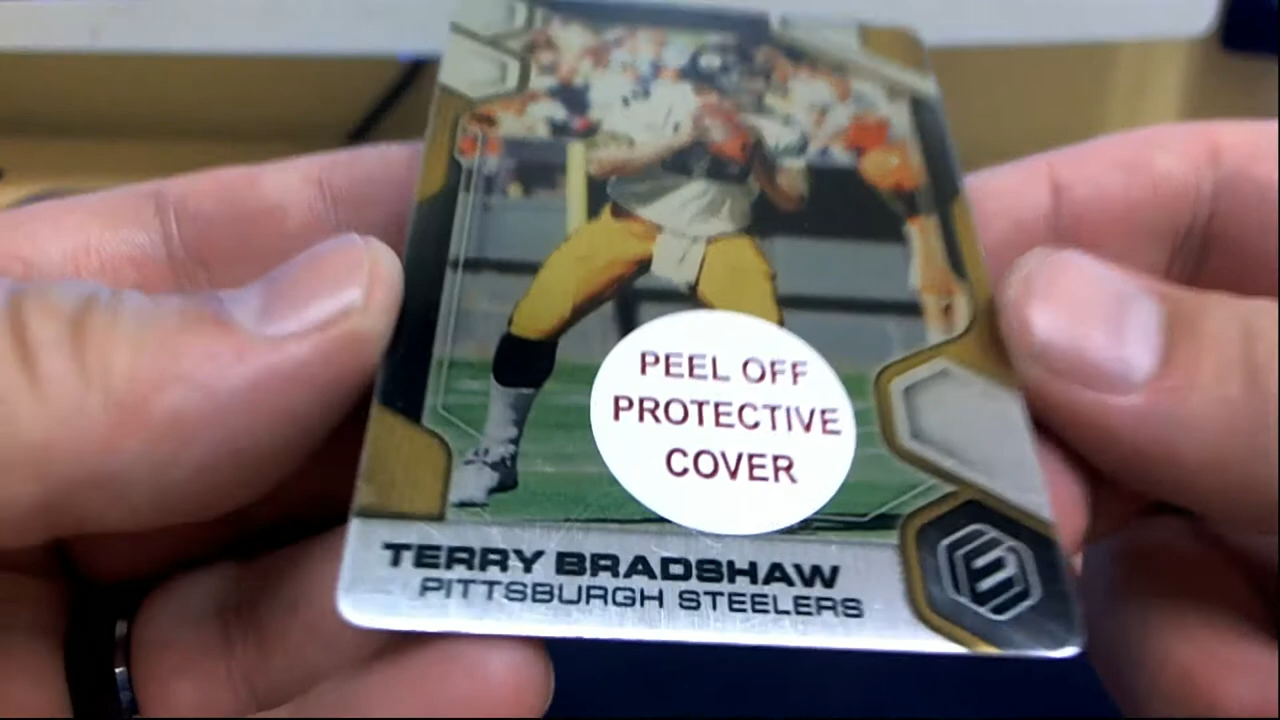 PEEL OFF
PROTECTIVE
COVER
TERRY BRADSHAW
PITTSBURGH STEELERS